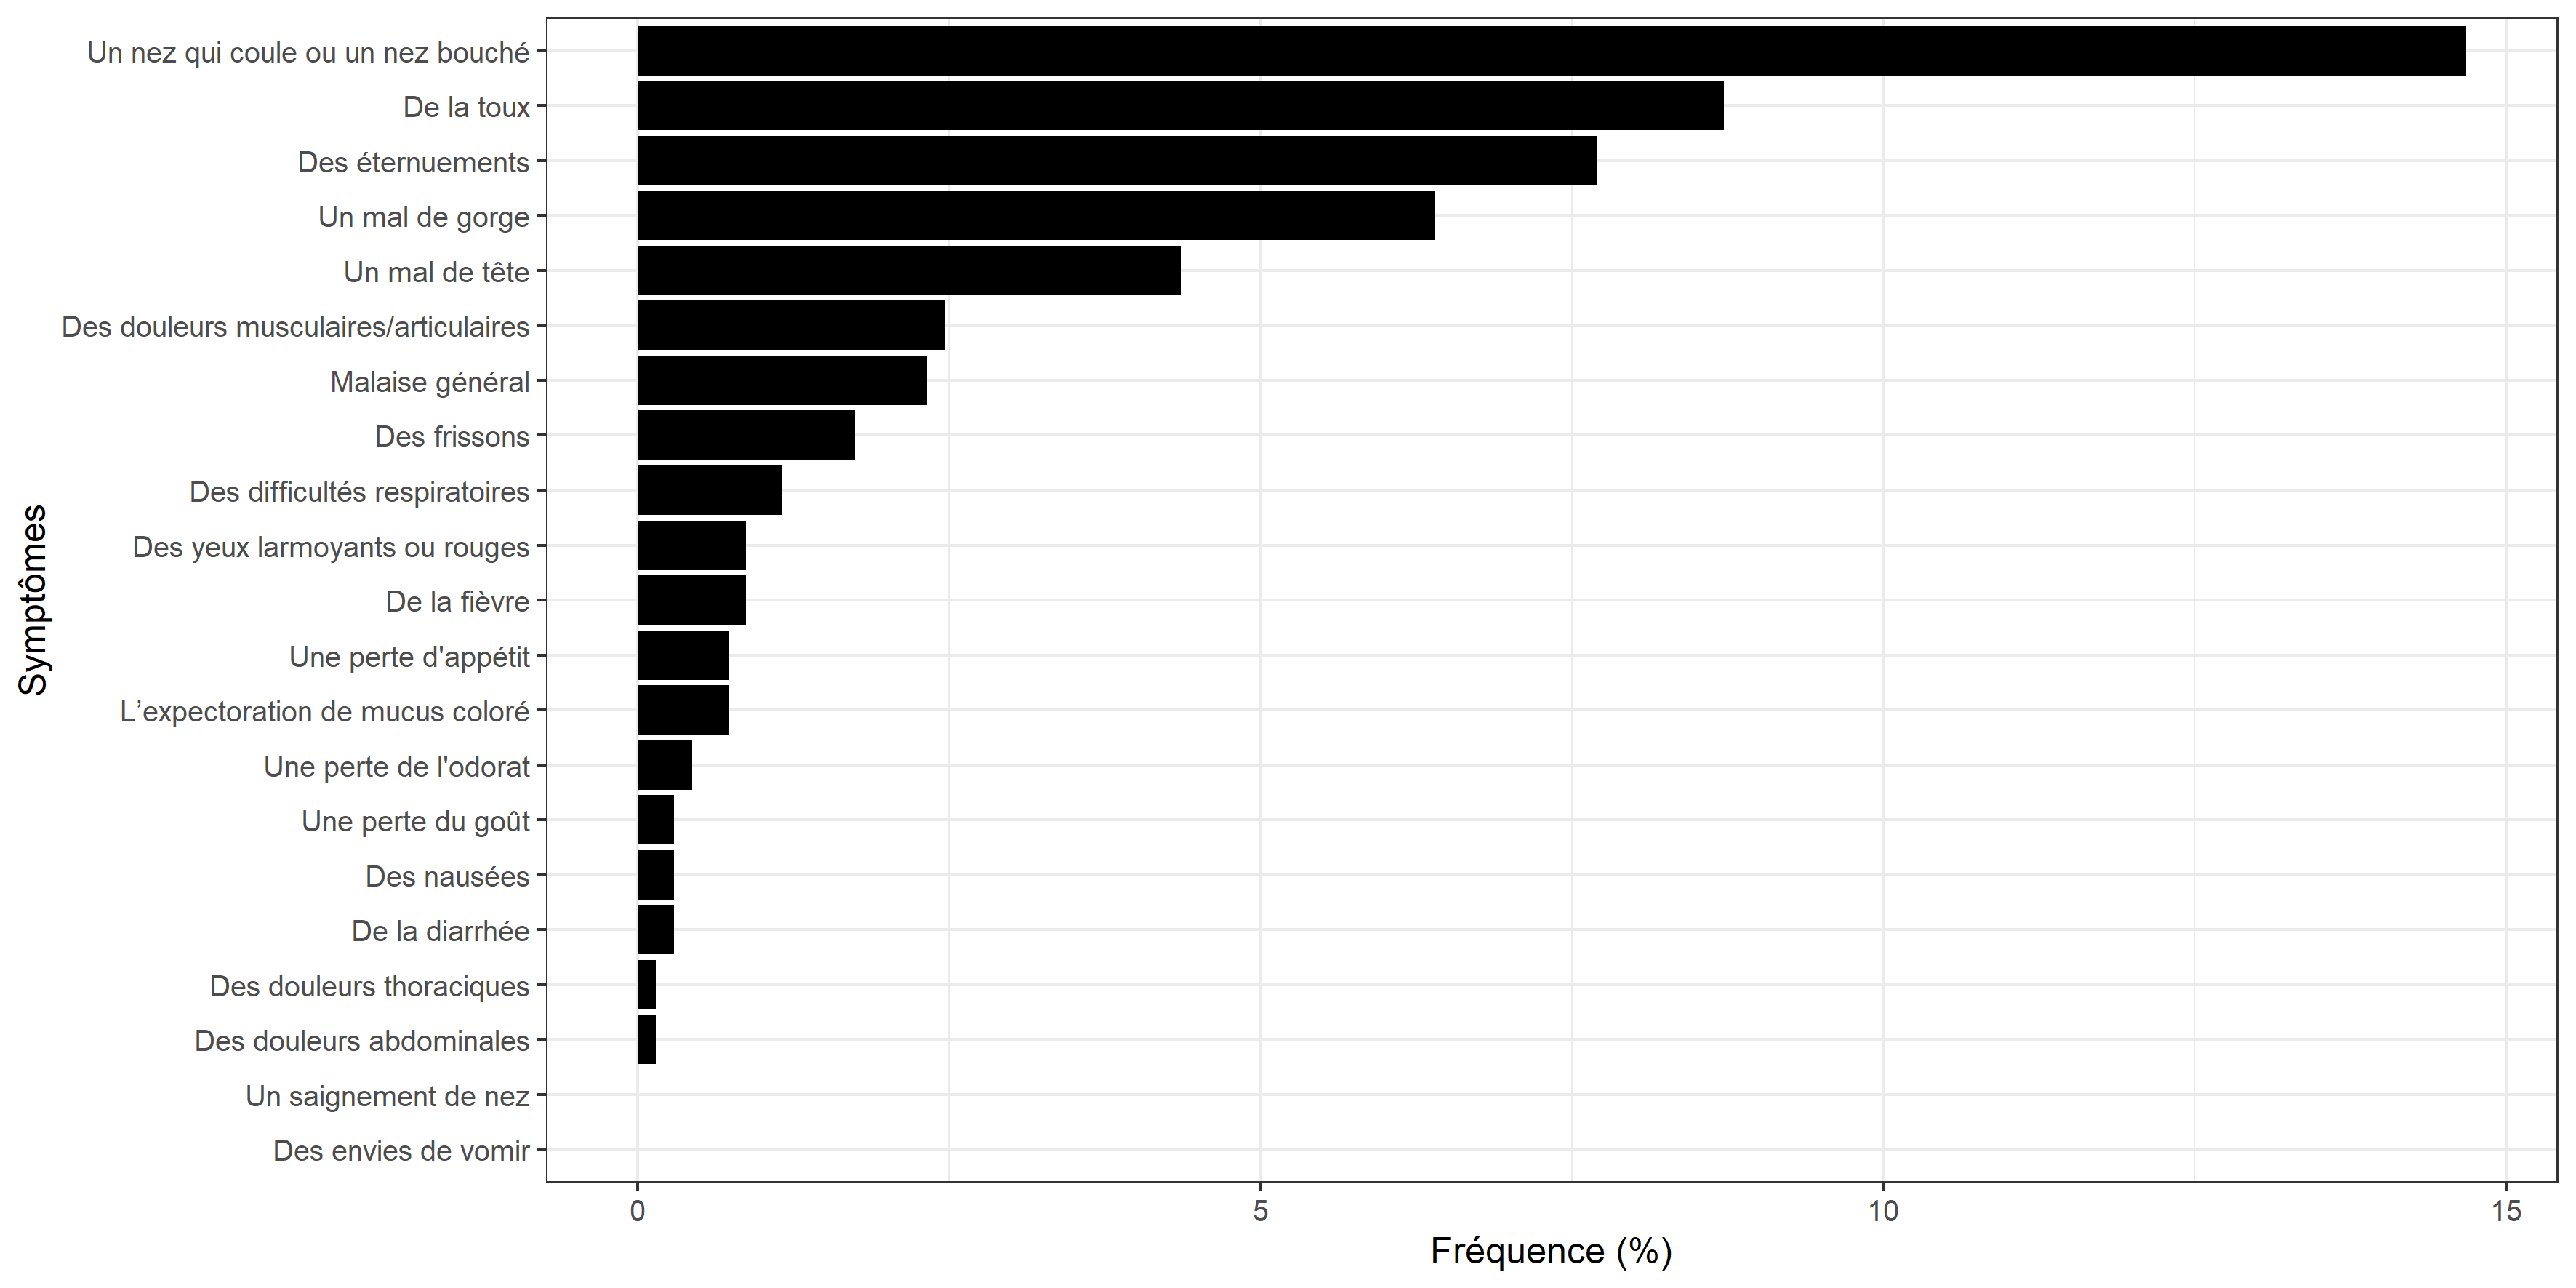 Symptômes
Un nez qui coule ou un nez bouché
De la toux
Des éternuements
Un mal de gorge
Un mal de tête
Des douleurs musculaires/articulaires
Malaise général
Des frissons
Des difficultés respiratoires
Des yeux larmoyants ou rouges
De la fièvre
Une perte d'appétit
L’expectoration de mucus coloré
Une perte de l'odorat
Une perte du goût
Des nausées
De la diarrhée
Des douleurs thoraciques
Des douleurs abdominales
Un saignement de nez
Des envies de vomir
0 5 10 15
Fréquence (%)